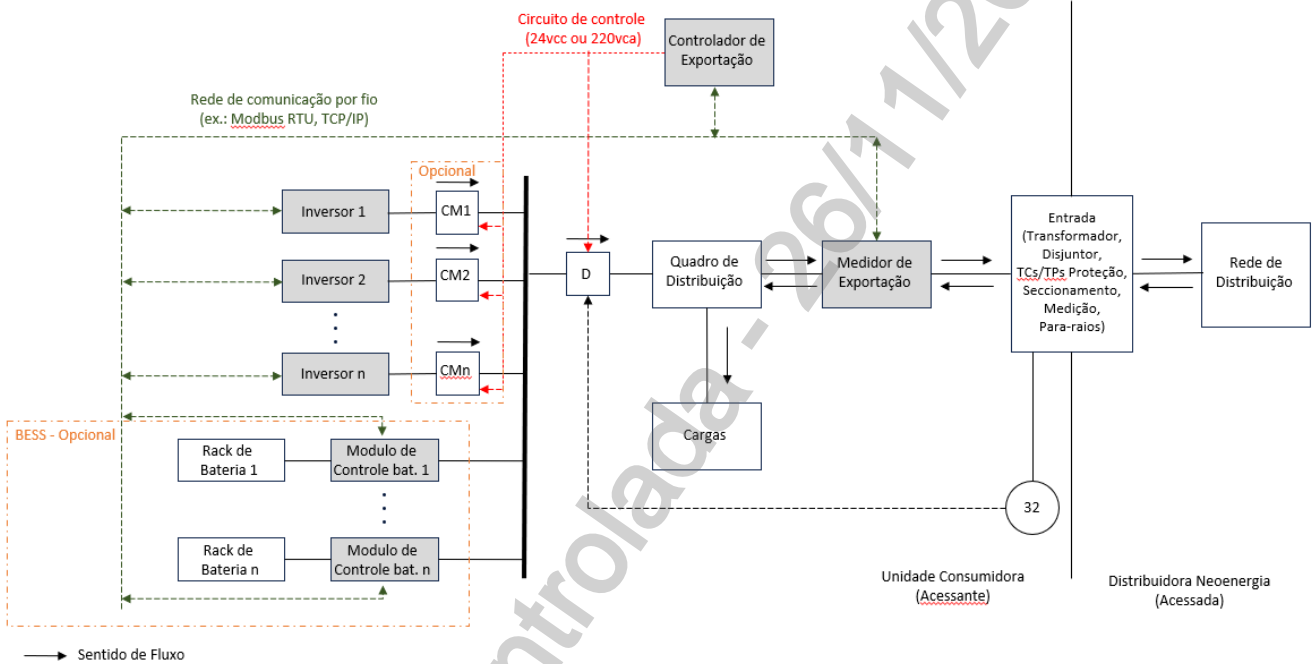 Circuito de controle
(24vcc ou 220vca)
Controlador de
Exportação
Rede de comunicação por fio
(ex.: Modbus RTU, TCP/IP)
Opcional
Inversor 1
CM1
Inversor 2
CM2
Inversor n
CMn
D
Quadro de
Distribuição
Medidor de
Exportação
Entrada
(Transformador,
Disjuntor,
TCs/TPs Proteção,
Seccionamento,
Medição,
Para-raios)
Rede de
Distribuição
Cargas
32
BESS - Opcional
Rack de
Bateria 1
Modulo de
Controle bat. 1
Rack de
Bateria n
Modulo de
Controle bat. n
Unidade Consumidora
(Acessante)
Distribuidora Neoenergia
(Acessada)
Sentido de Fluxo